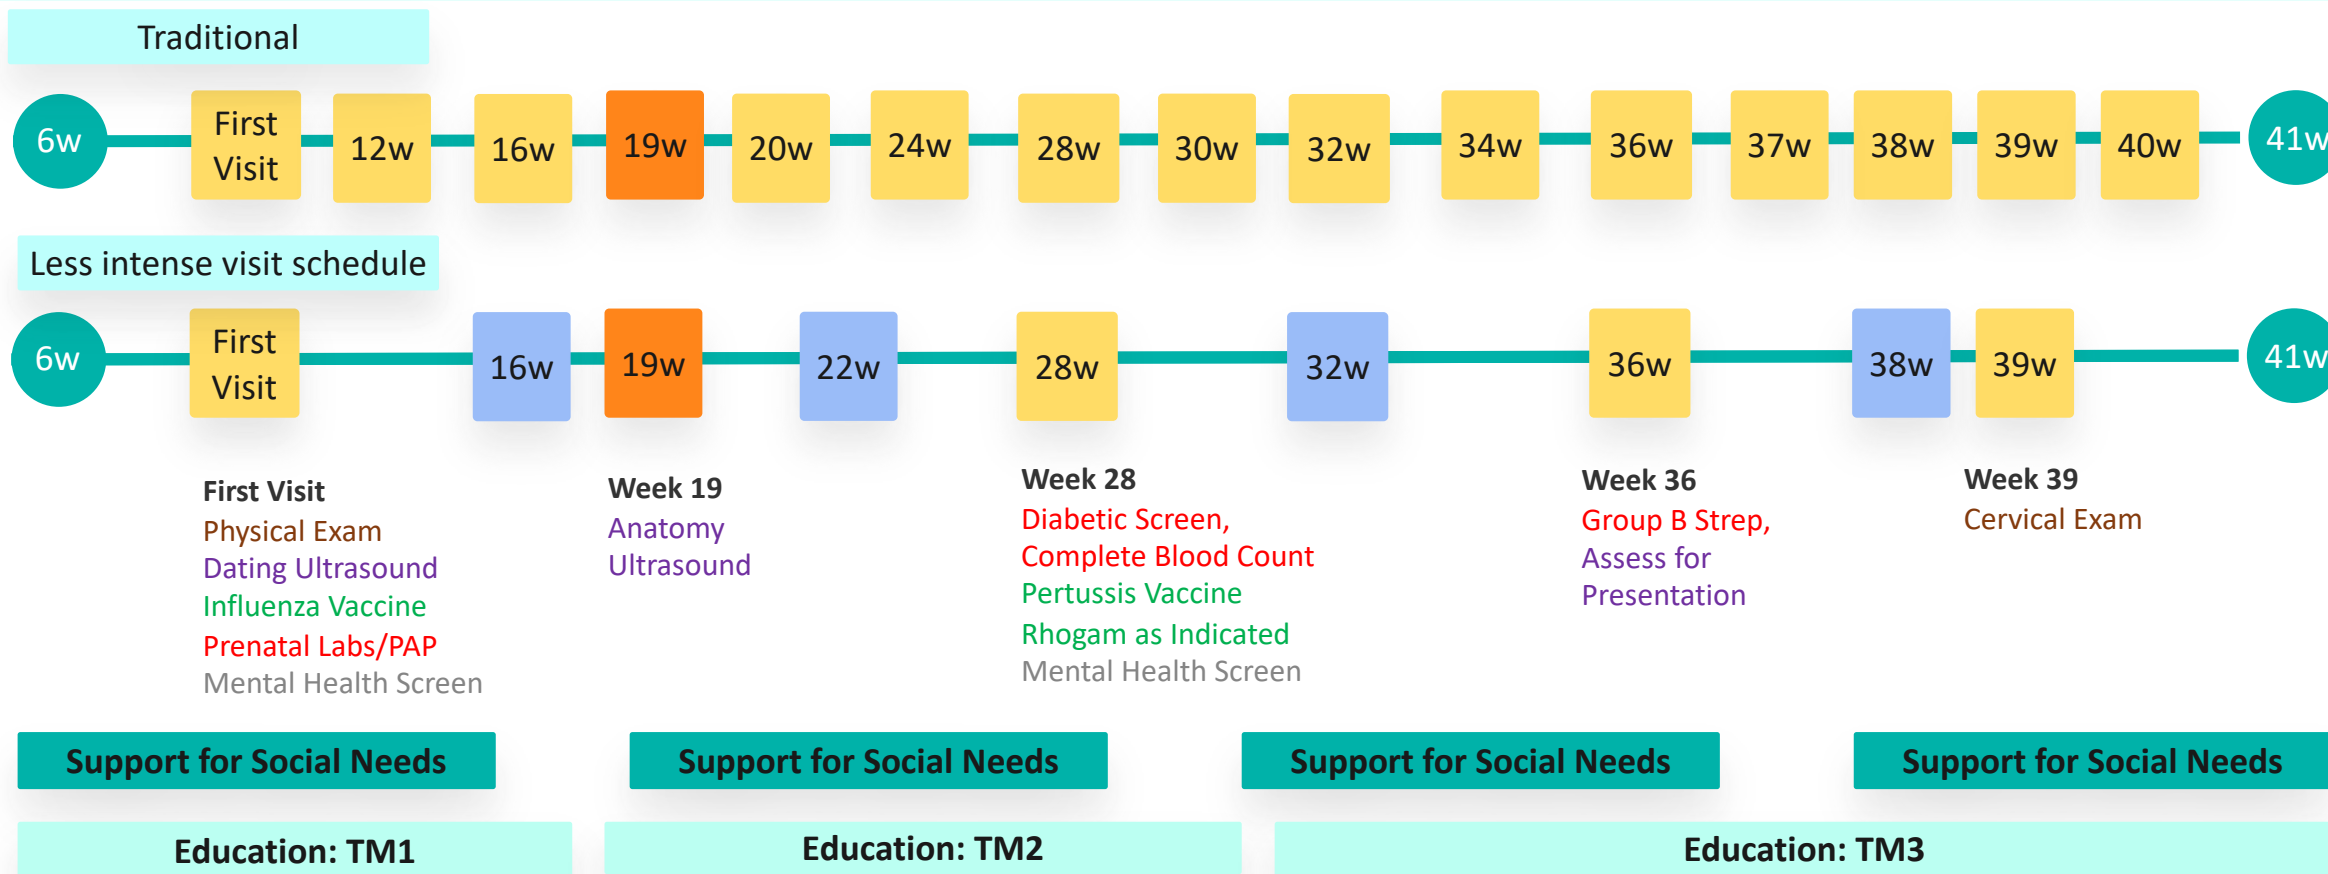 Traditional
6w
First
Visit
12w
16w
19w
20w
24w
28w
30w
32w
34w
36w
37w
38w
39w
40w
41w
Less intense visit schedule
6w
First
Visit
16w
19w
22w
28w
32w
36w
38w
39w
41w
First Visit
Physical Exam
Dating Ultrasound
Influenza Vaccine
Prenatal Labs/PAP
Mental Health Screen
Week 19
Anatomy
Ultrasound
Week 28
Diabetic Screen,
Complete Blood Count
Pertussis Vaccine
Rhogam as Indicated
Mental Health Screen
Week 36
Group B Strep,
Assess for
Presentation
Week 39
Cervical Exam
Support for Social Needs
Support for Social Needs
Support for Social Needs
Support for Social Needs
Education: TM1
Education: TM2
Education: TM3